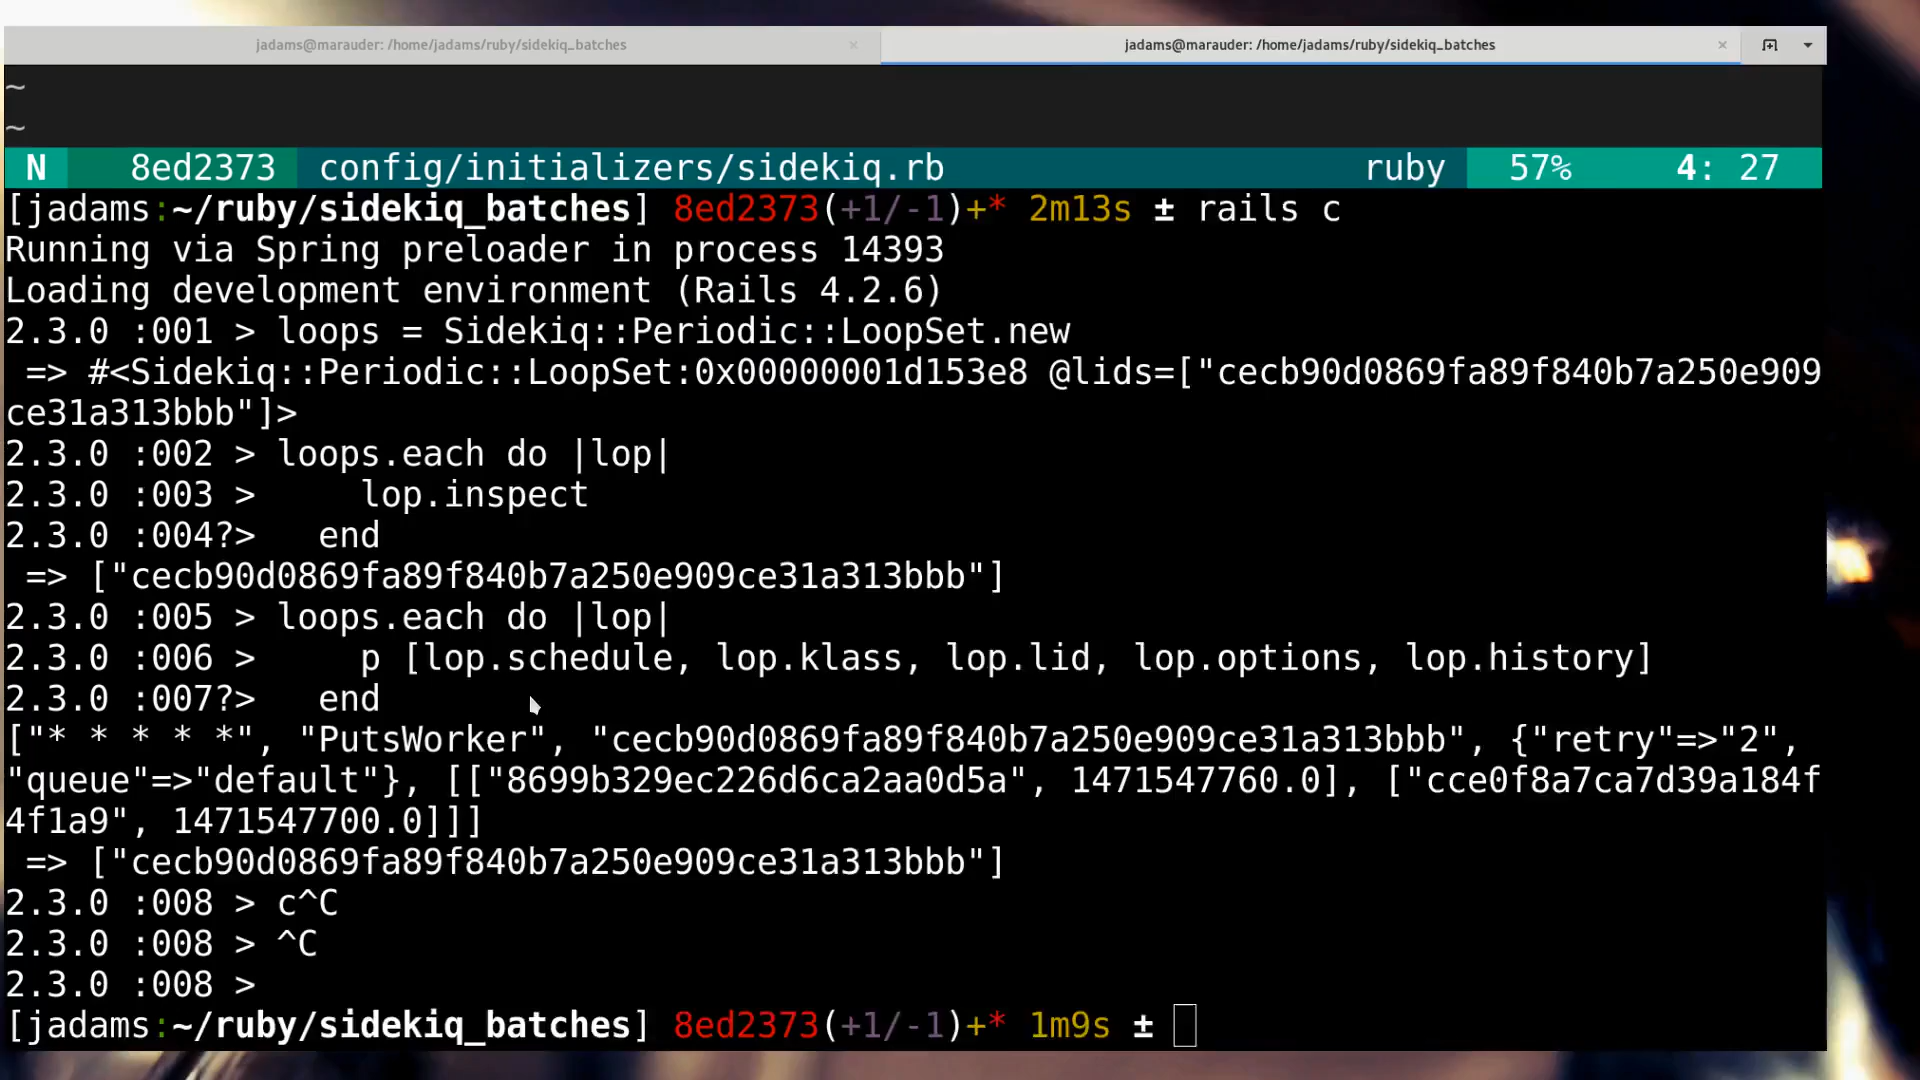 jadams@marauder: /home/jadams/ruby/sidekiq_batches × jadams@marauder: /home/jadams/ruby/sidekiq_batches ×
~
~
N 8ed2373 config/initializers/sidekiq.rb ruby 57% 4: 27
[jadams:~/ruby/sidekiq_batches] 8ed2373(+1/-1)+* 2m13s ± rails c
Running via Spring preloader in process 14393
Loading development environment (Rails 4.2.6)
2.3.0 :001 > loops = Sidekiq::Periodic::LoopSet.new
 => #<Sidekiq::Periodic::LoopSet:0x00000001d153e8 @lids=["cecb90d0869fa89f840b7a250e909
ce31a313bbb"]>
2.3.0 :002 > loops.each do |lop|
2.3.0 :003 >     lop.inspect
2.3.0 :004?>   end
 => ["cecb90d0869fa89f840b7a250e909ce31a313bbb"]
2.3.0 :005 > loops.each do |lop|
2.3.0 :006 >     p [lop.schedule, lop.klass, lop.lid, lop.options, lop.history]
2.3.0 :007?>   end
["* * * * *", "PutsWorker", "cecb90d0869fa89f840b7a250e909ce31a313bbb", {"retry"=>"2",
"queue"=>"default"}, [["8699b329ec226d6ca2aa0d5a", 1471547760.0], ["cce0f8a7ca7d39a184f
4f1a9", 1471547700.0]]]
 => ["cecb90d0869fa89f840b7a250e909ce31a313bbb"]
2.3.0 :008 > c^C
2.3.0 :008 > ^C
2.3.0 :008 >
[jadams:~/ruby/sidekiq_batches] 8ed2373(+1/-1)+* 1m9s ±